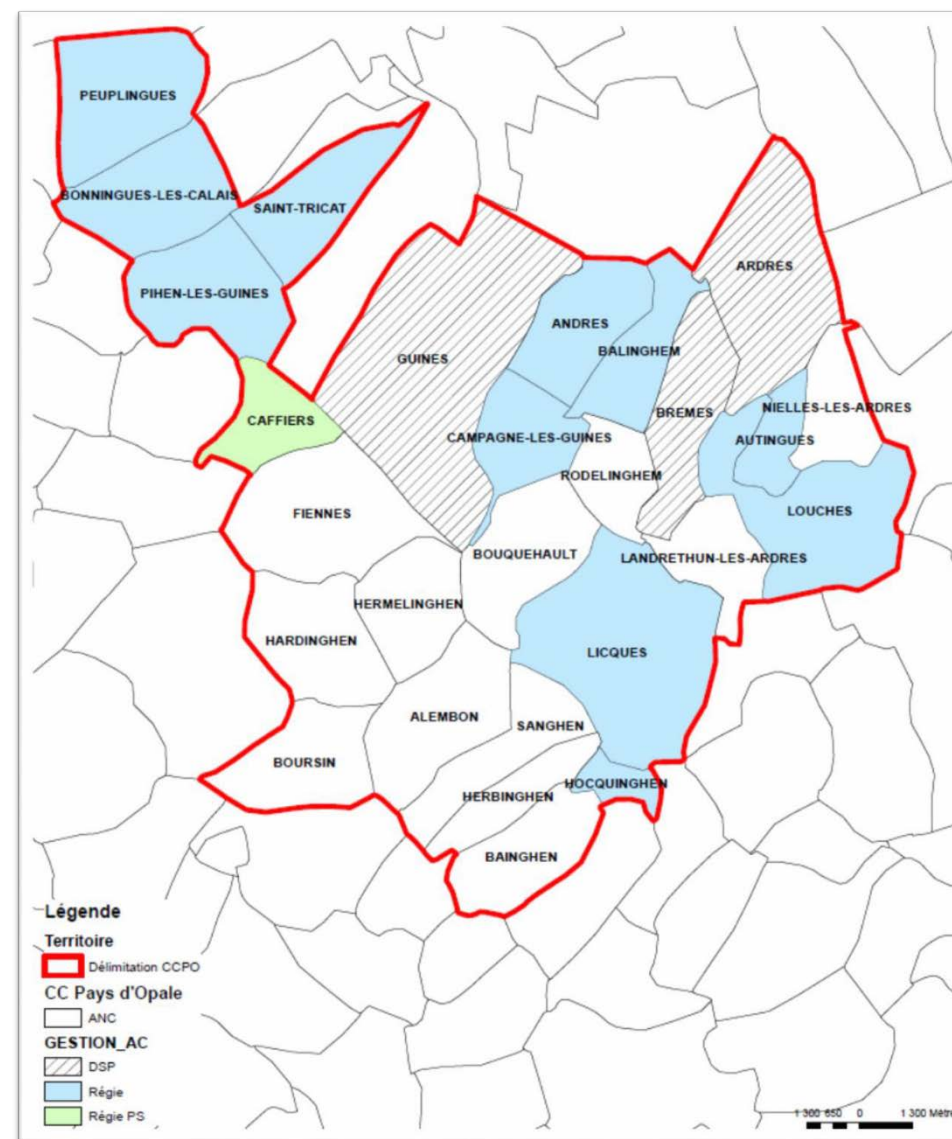 PEUPLINGUES
BONNINGUES-LES-CALAIS
SAINT-TRICAT
PIHEN-LES-GUINES
ARDRES
ANDRES
GUINES
BALINGHEM
NIELLES-LES-ARDRES
BREMES
CAFFIERS
CAMPAGNE-LES-GUINES
AUTINGUES
RODELINGHEM
FIENNES
LOUCHES
BOUQUEHAULT
LANDRETHUN-LES-ARDRES
HERMELINGHEN
HARDINGHEN
LICQUES
ALEMBON
SANGHEN
BOURSIN
HOCQUINGHEN
HERBINGHEN
BAINGHEN
Légende
Territoire
Délimitation CCPO
CC Pays d'Opale
ANC
GESTION_AC
DSP
Régie
Régie PS
1 300 650 0 1 300 Mètre